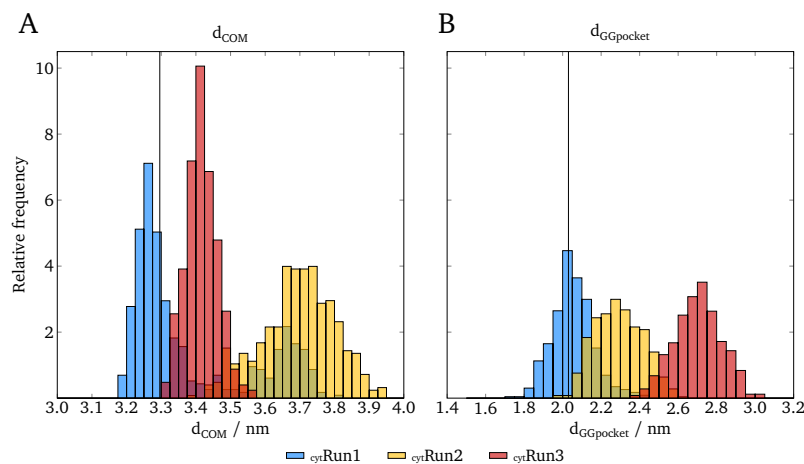 A
d_COM
B
d_GGpocket
Relative frequency
10
8
6
4
2
3.0 3.1 3.2 3.3 3.4 3.5 3.6 3.7 3.8 3.9 4.0
1.4 1.6 1.8 2.0 2.2 2.4 2.6 2.8 3.0 3.2
d_COM / nm
d_GGpocket / nm
cytRun1 cytRun2 cytRun3